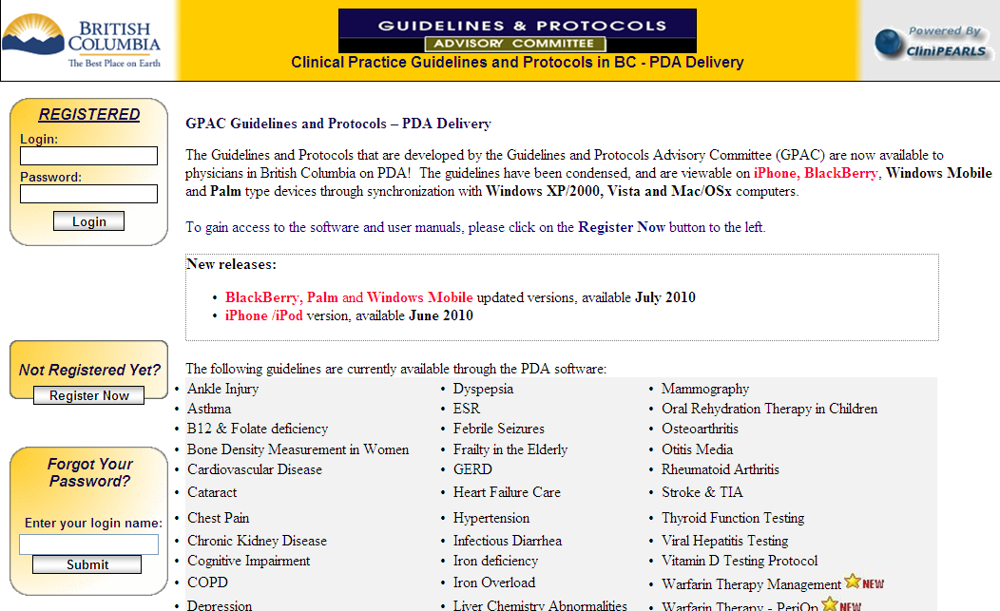 BRITISH
COLUMBIA
The Best Place on Earth
GUIDELINES & PROTOCOLS
ADVISORY COMMITTEE
Clinical Practice Guidelines and Protocols in BC - PDA Delivery
Powered By
CliniPEARLS
REGISTERED
Login:
Password:
Login
Not Registered Yet?
Register Now
Forgot Your
Password?
Enter your login name:
Submit
GPAC Guidelines and Protocols – PDA Delivery
The Guidelines and Protocols that are developed by the Guidelines and Protocols Advisory Committee (GPAC) are now available to
physicians in British Columbia on PDA!  The guidelines have been condensed, and are viewable on iPhone, BlackBerry, Windows Mobile
and Palm type devices through synchronization with Windows XP/2000, Vista and Mac/OSx computers.
To gain access to the software and user manuals, please click on the Register Now button to the left.
New releases:
• BlackBerry, Palm and Windows Mobile updated versions, available July 2010
• iPhone /iPod version, available June 2010
The following guidelines are currently available through the PDA software:
• Ankle Injury
• Asthma
• B12 & Folate deficiency
• Bone Density Measurement in Women
• Cardiovascular Disease
• Cataract
• Chest Pain
• Chronic Kidney Disease
• Cognitive Impairment
• COPD
• Depression
• Dyspepsia
• ESR
• Febrile Seizures
• Frailty in the Elderly
• GERD
• Heart Failure Care
• Hypertension
• Infectious Diarrhea
• Iron deficiency
• Iron Overload
• Liver Chemistry Abnormalities
• Mammography
• Oral Rehydration Therapy in Children
• Osteoarthritis
• Otitis Media
• Rheumatoid Arthritis
• Stroke & TIA
• Thyroid Function Testing
• Viral Hepatitis Testing
• Vitamin D Testing Protocol
• Warfarin Therapy Management NEW
• Warfarin Therapy - PeriOp NEW